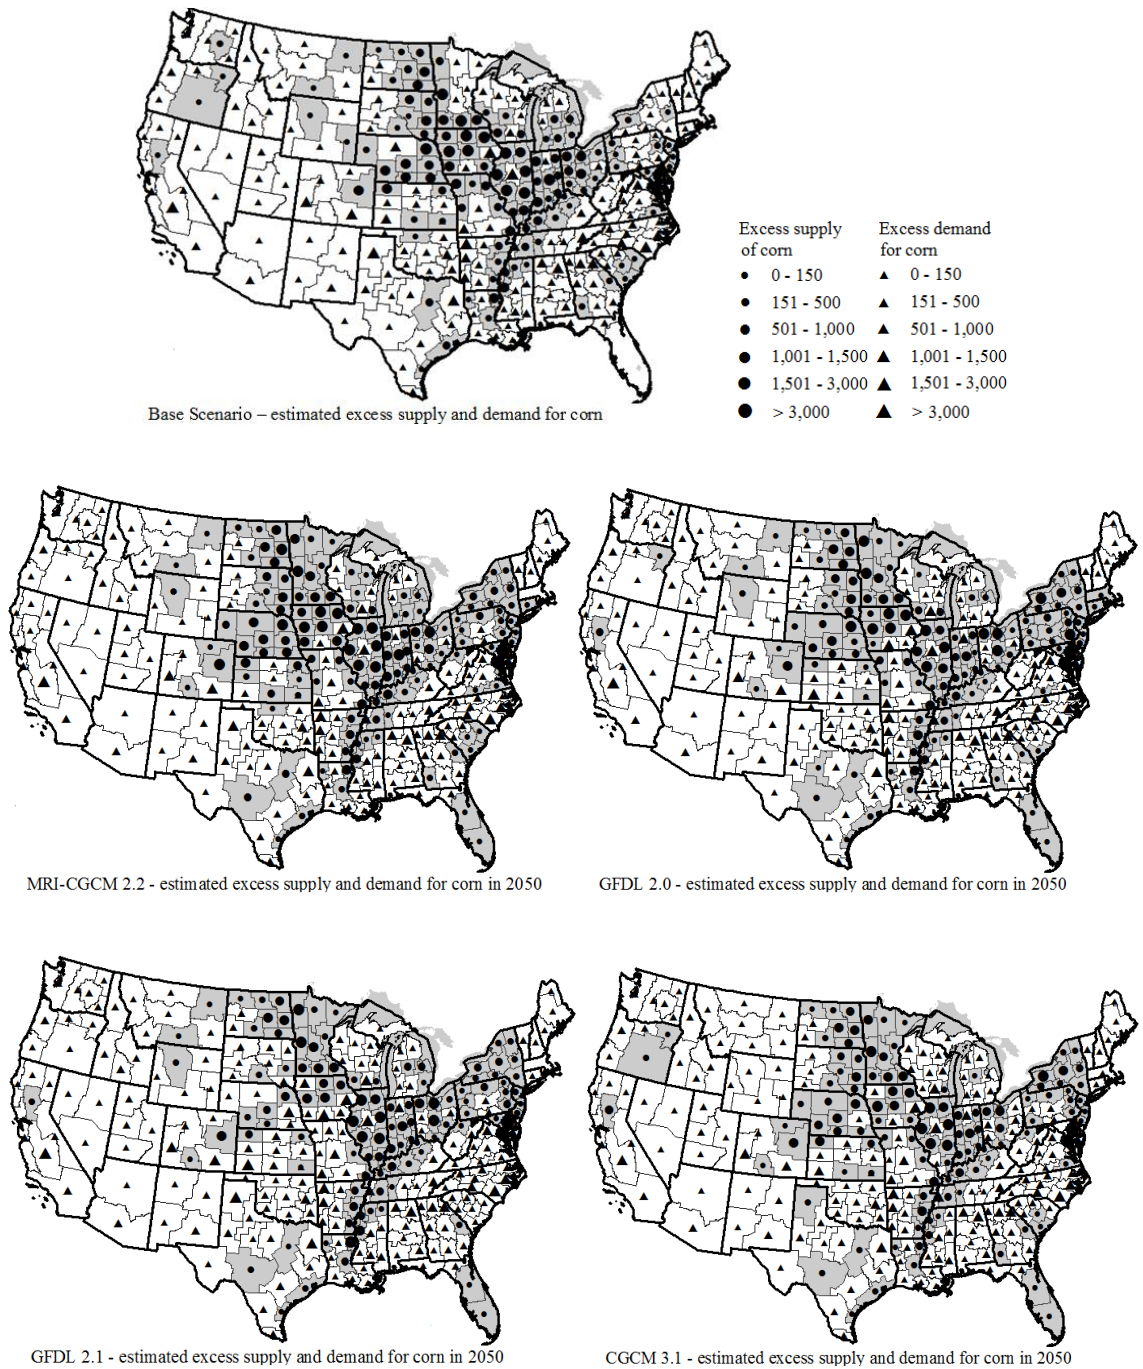 Excess supply of corn
Excess demand for corn
0 - 150
0 - 150
151 - 500
151 - 500
501 - 1,000
501 - 1,000
1,001 - 1,500
1,001 - 1,500
1,501 - 3,000
1,501 - 3,000
> 3,000
> 3,000
Base Scenario – estimated excess supply and demand for corn
MRI-CGCM 2.2 - estimated excess supply and demand for corn in 2050
GFDL 2.0 - estimated excess supply and demand for corn in 2050
GFDL 2.1 - estimated excess supply and demand for corn in 2050
CGCM 3.1 - estimated excess supply and demand for corn in 2050